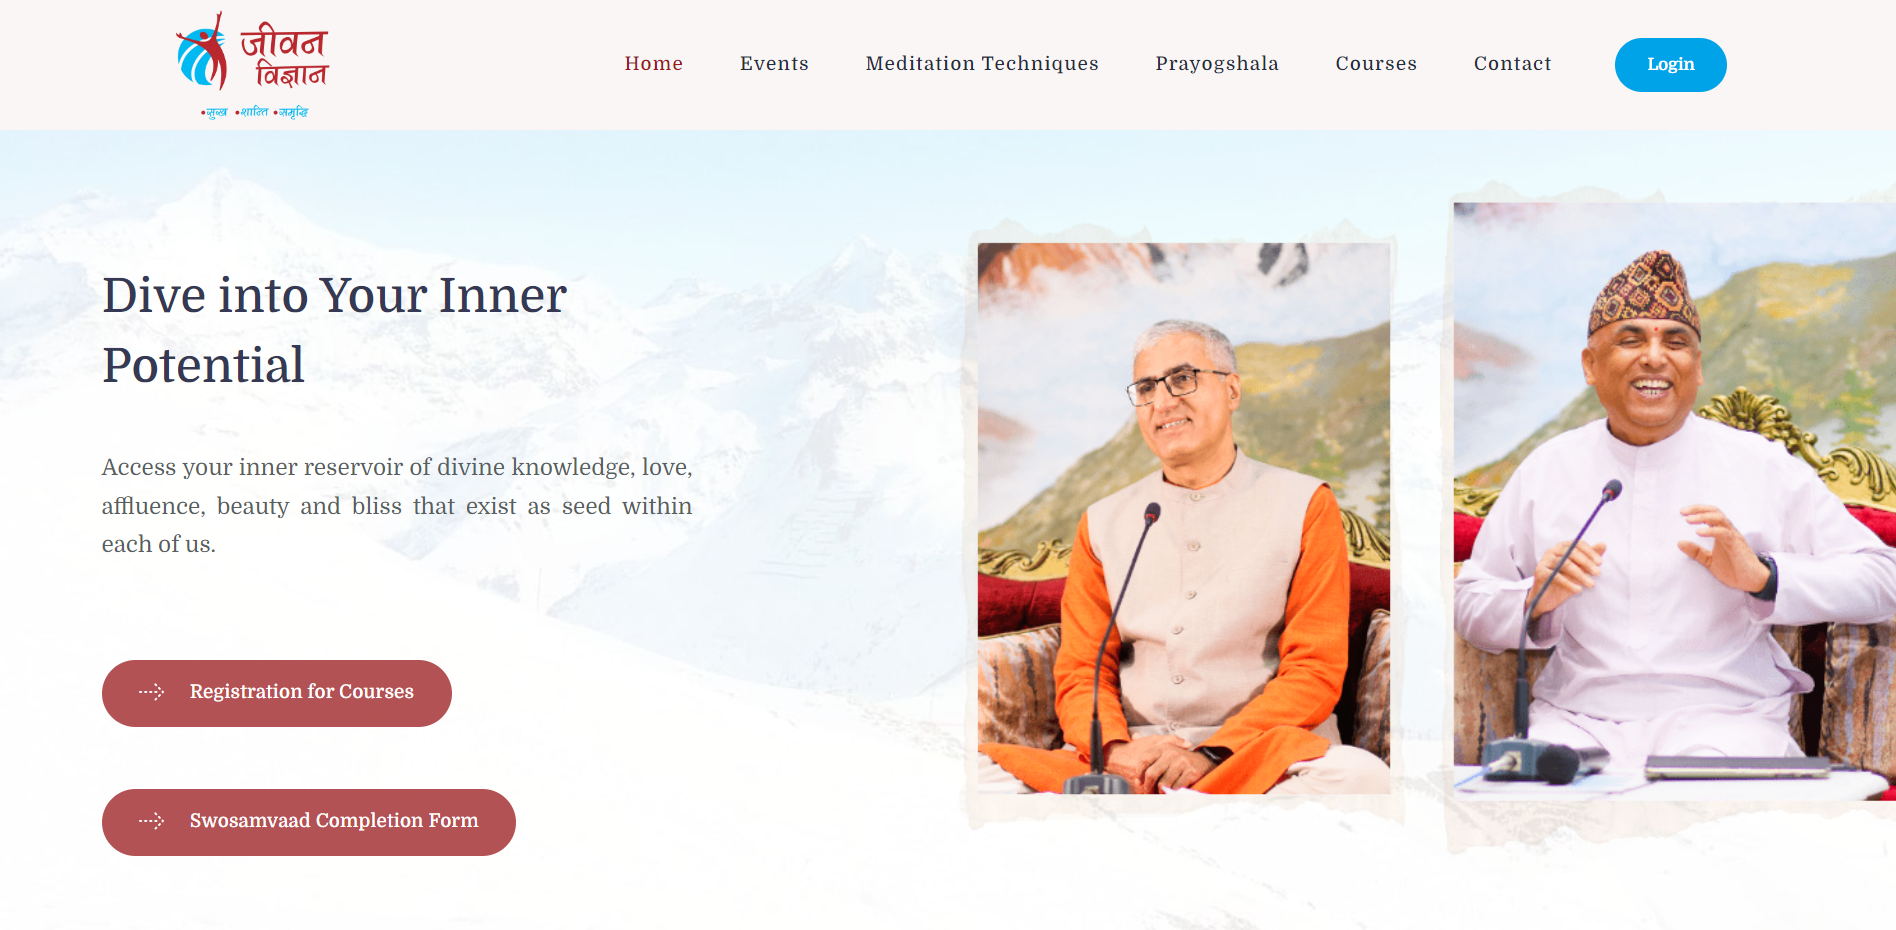 जीवन
विज्ञान
•सुख •शान्ति •समृद्धि
Home Events Meditation Techniques Prayogshala Courses Contact Login
Dive into Your Inner
Potential
Access your inner reservoir of divine knowledge, love,
affluence, beauty and bliss that exist as seed within
each of us.
Registration for Courses
Swosamvaad Completion Form